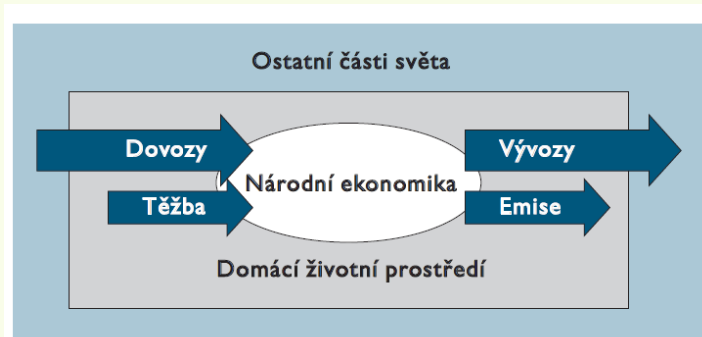 Ostatní části světa
Dovozy
Vývozy
Národní ekonomika
Těžba
Emise
Domácí životní prostředí